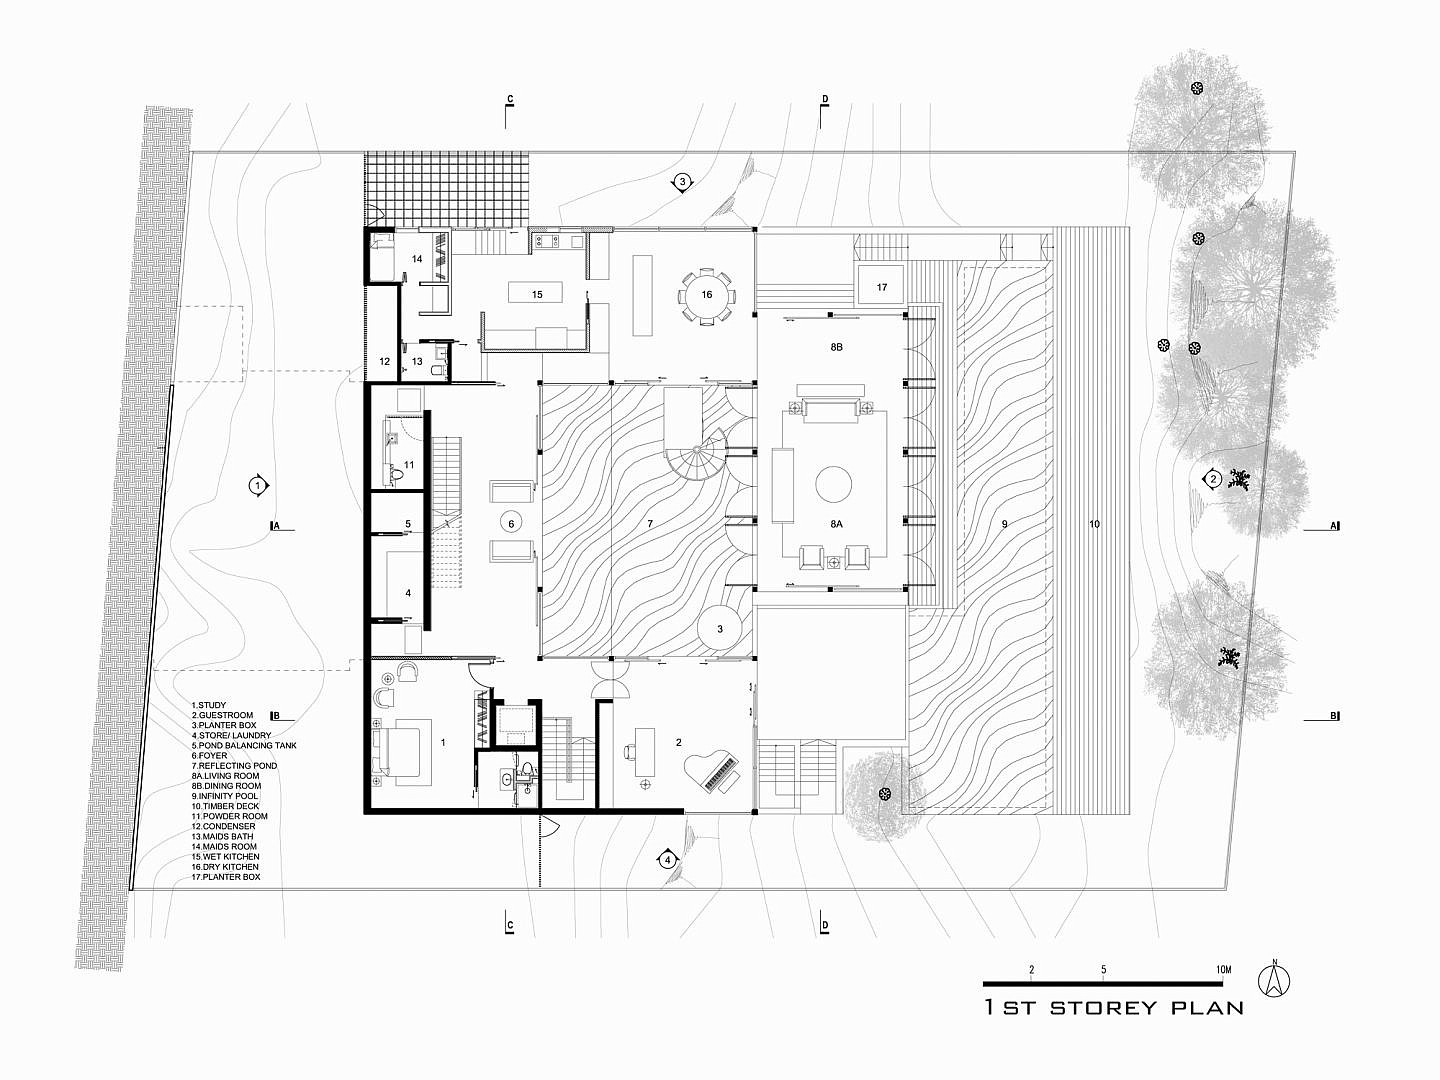 C D
3
14
15
16
17
8B
12
13
11
1
2
A
5
6
7
8A
9
10
A
4
3
1.STUDY
2.GUESTROOM
3.PLANTER BOX
4.STORE/ LAUNDRY
5.POND BALANCING TANK
6.FOYER
7.REFLECTING POND
8A.LIVING ROOM
8B.DINING ROOM
9.INFINITY POOL
10.TIMBER DECK
11.POWDER ROOM
12.CONDENSER
13.MAIDS BATH
14.MAIDS ROOM
15.WET KITCHEN
16.DRY KITCHEN
17.PLANTER BOX
B
1
2
B
4
C D
2 5 10M
N
1ST STOREY PLAN